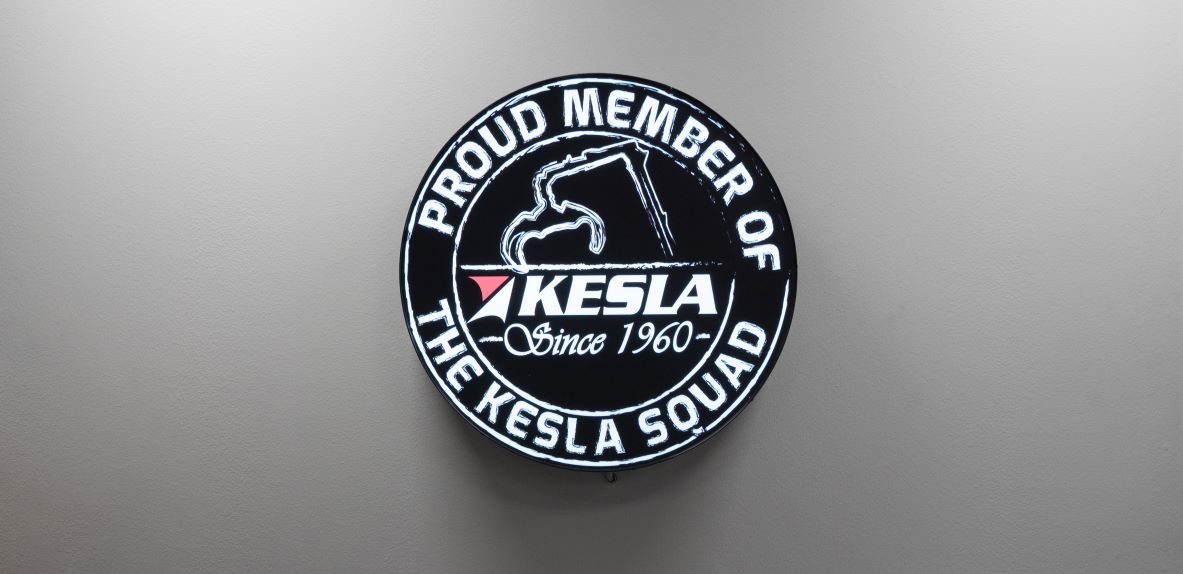 PROUD MEMBER OF
KESLA
Since 1960
THE KESLA SQUAD